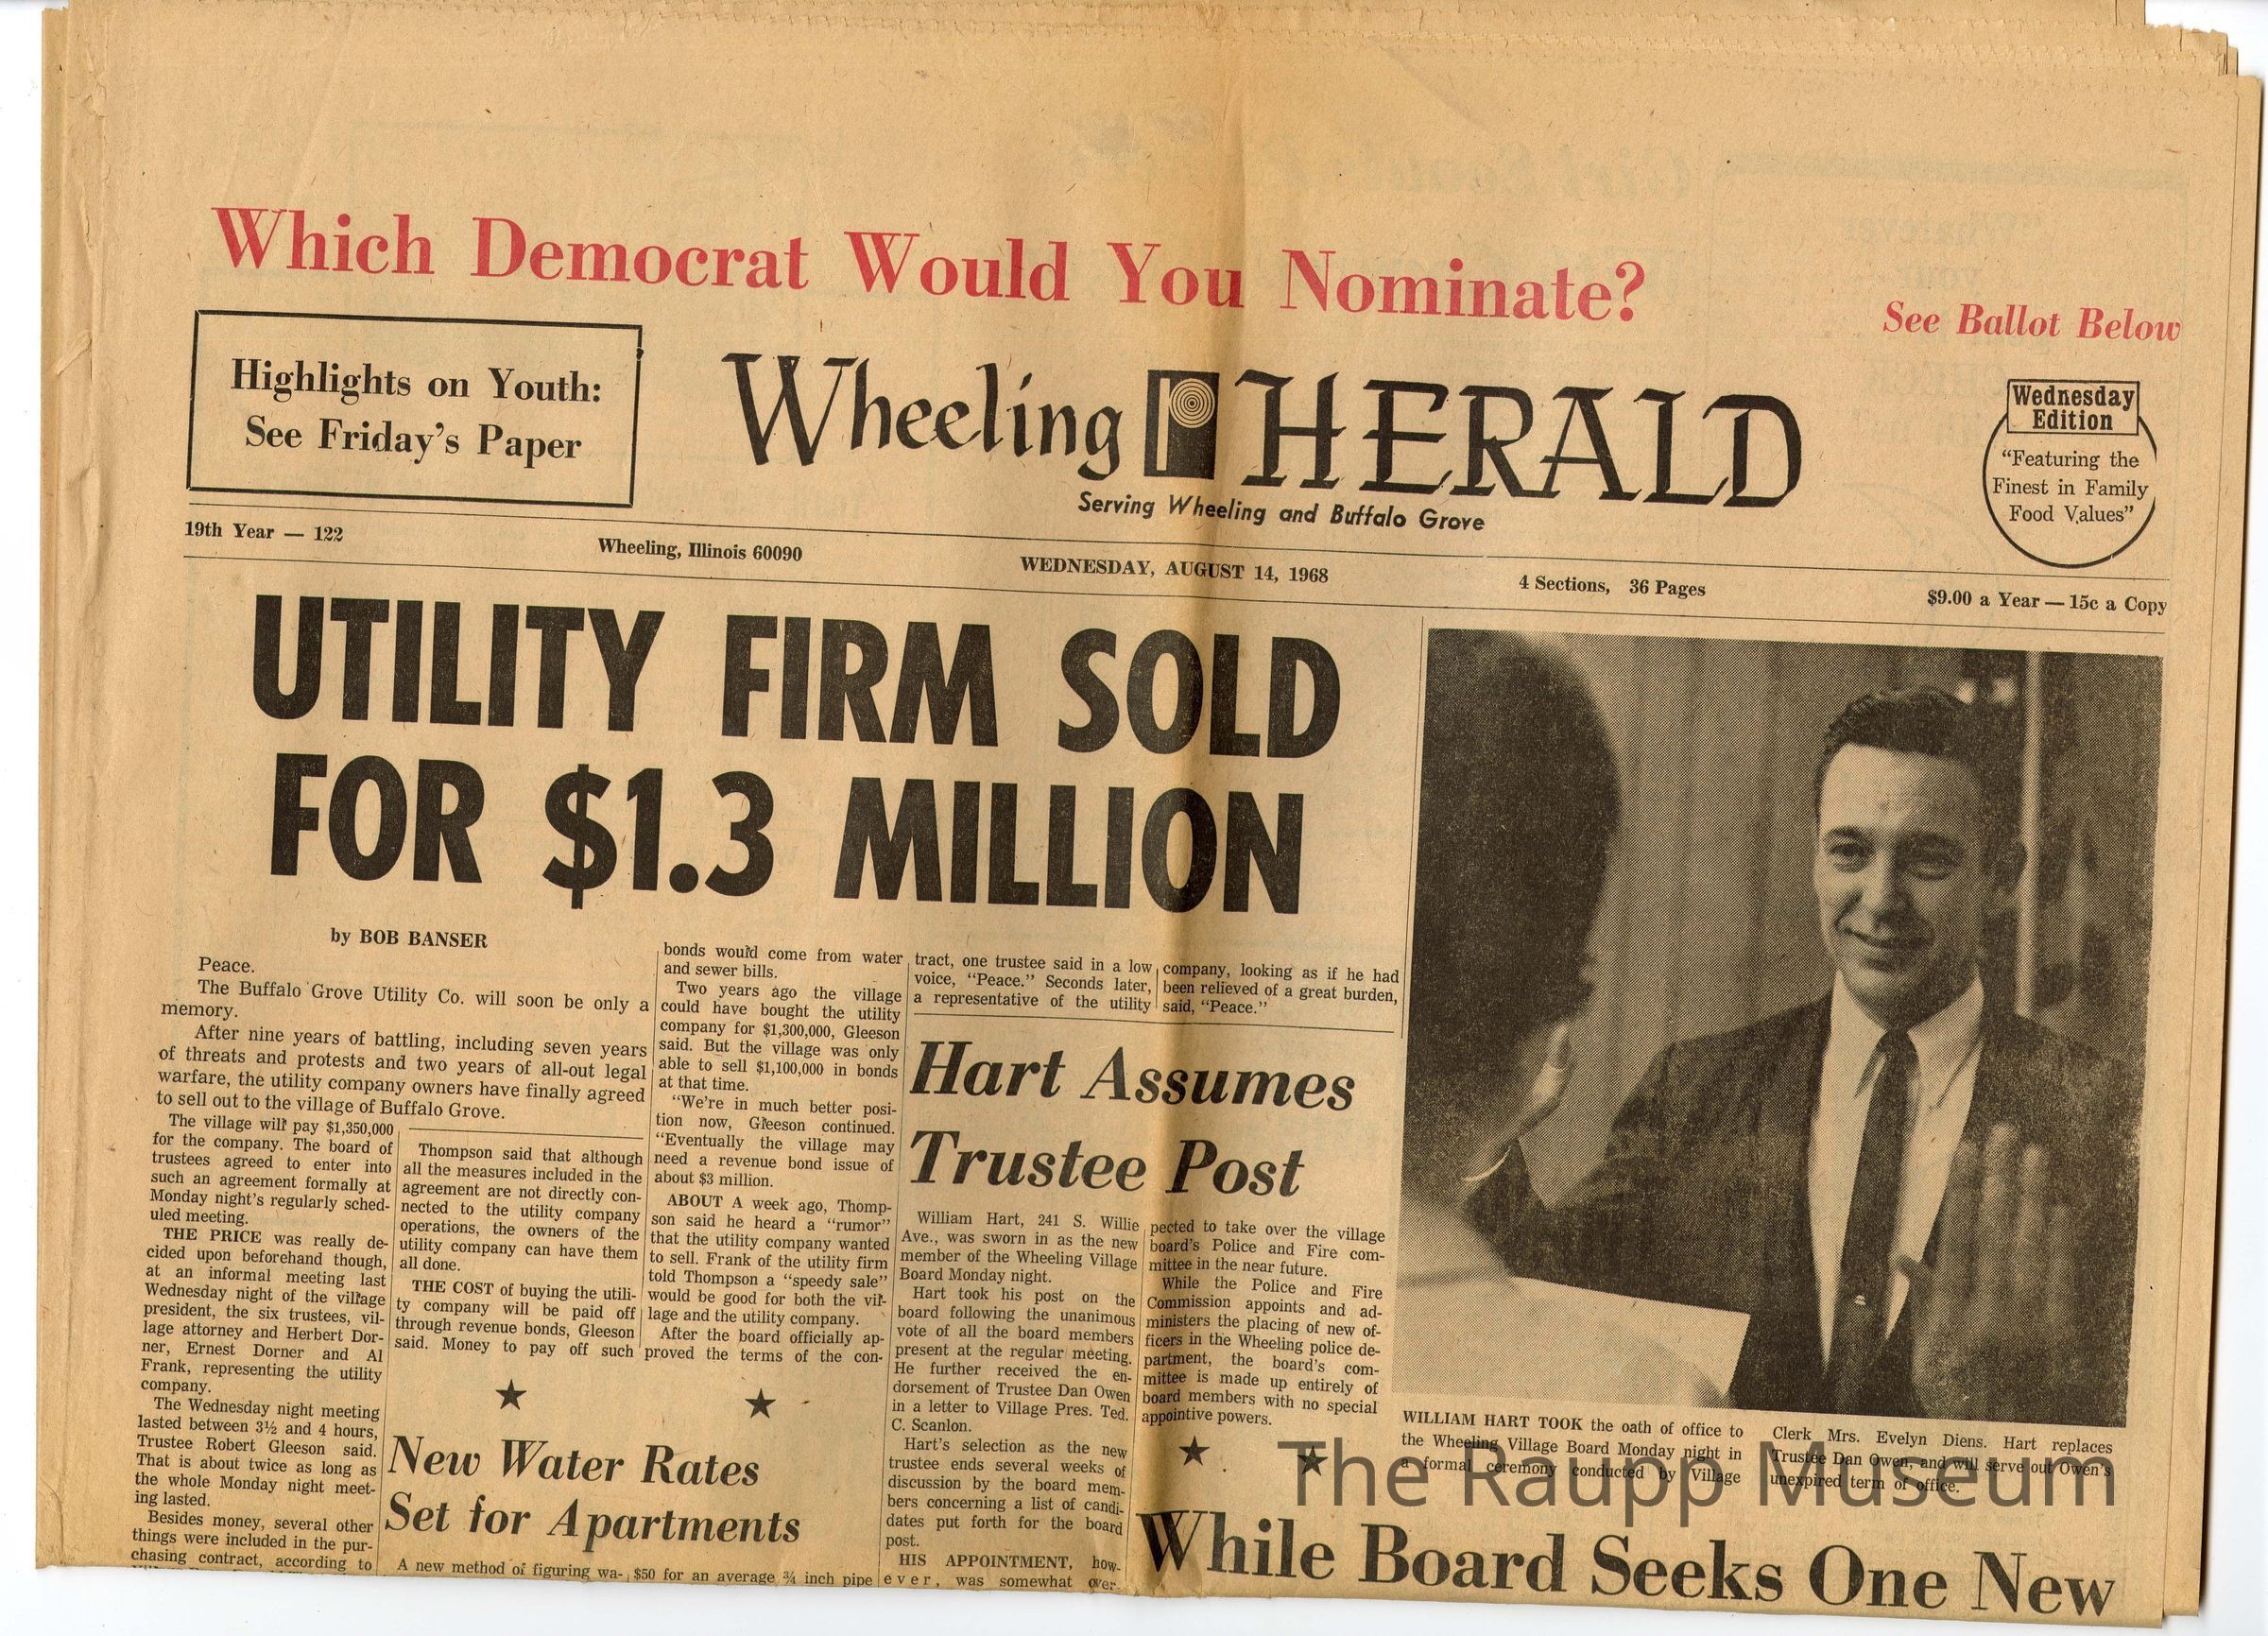 Which Democrat Would You Nominate?
See Ballot Below
Highlights on Youth:
See Friday's Paper
Wheeling HERALD
Serving Wheeling and Buffalo Grove
Wednesday
Edition
"Featuring the
Finest in Family
Food Values"
19th Year — 122
Wheeling, Illinois 60090
WEDNESDAY, AUGUST 14, 1968
4 Sections, 36 Pages
$9.00 a Year — 15c a Copy
UTILITY FIRM SOLD
FOR $1.3 MILLION
by BOB BANSER
Peace.
The Buffalo Grove Utility Co. will soon be only a
memory.
After nine years of battling, including seven years
of threats and protests and two years of all-out legal
warfare, the utility company owners have finally agreed
to sell out to the village of Buffalo Grove.
The village will pay $1,350,000
for the company. The board of
trustees agreed to enter into
such an agreement formally at
Monday night's regularly sched-
uled meeting.
THE PRICE was really de-
cided upon beforehand though,
at an informal meeting last
Wednesday night of the village
president, the six trustees, vil-
lage attorney and Herbert Dor-
ner, Ernest Dorner and Al
Frank, representing the utility
company.
The Wednesday night meeting
lasted between 3½ and 4 hours,
Trustee Robert Gleeson said.
That is about twice as long as
the whole Monday night meet-
ing lasted.
Besides money, several other
things were included in the pur-
chasing contract, according to
Thompson said that although
all the measures included in the
agreement are not directly con-
nected to the utility company
operations, the owners of the
utility company can have them
all done.
THE COST of buying the utili-
ty company will be paid off
through revenue bonds, Gleeson
said. Money to pay off such
bonds would come from water
and sewer bills.
Two years ago the village
could have bought the utility
company for $1,300,000, Gleeson
said. But the village was only
able to sell $1,100,000 in bonds
at that time.
"We're in much better posi-
tion now, Gleeson continued.
"Eventually the village may
need a revenue bond issue of
about $3 million.
ABOUT A week ago, Thomp-
son said he heard a "rumor"
that the utility company wanted
to sell. Frank of the utility firm
told Thompson a "speedy sale"
would be good for both the vil-
lage and the utility company.
After the board officially ap-
proved the terms of the con-
tract, one trustee said in a low
voice, "Peace." Seconds later,
a representative of the utility
company, looking as if he had
been relieved of a great burden,
said, "Peace."
New Water Rates
Set for Apartments
A new method of figuring wa-
$50 for an average ¾ inch pipe
Hart Assumes
Trustee Post
William Hart, 241 S. Willie
Ave., was sworn in as the new
member of the Wheeling Village
Board Monday night.
Hart took his post on the
board following the unanimous
vote of all the board members
present at the regular meeting.
He further received the en-
dorsement of Trustee Dan Owen
in a letter to Village Pres. Ted.
C. Scanlon.
Hart's selection as the new
trustee ends several weeks of
discussion by the board mem-
bers concerning a list of candi-
dates put forth for the board
post.
HIS APPOINTMENT, how-
ever, was somewhat over-
pected to take over the village
board's Police and Fire com-
mittee in the near future.
While the Police and Fire
Commission appoints and ad-
ministers the placing of new of-
ficers in the Wheeling police de-
partment, the board's com-
mittee is made up entirely of
board members with no special
appointive powers.
WILLIAM HART TOOK the oath of office to
the Wheeling Village Board Monday night in
a formal ceremony conducted by Village
Clerk Mrs. Evelyn Diens. Hart replaces
Trustee Dan Owen, and will serve out Owen's
unexpired term of office.
The Raupp Museum
While Board Seeks One New